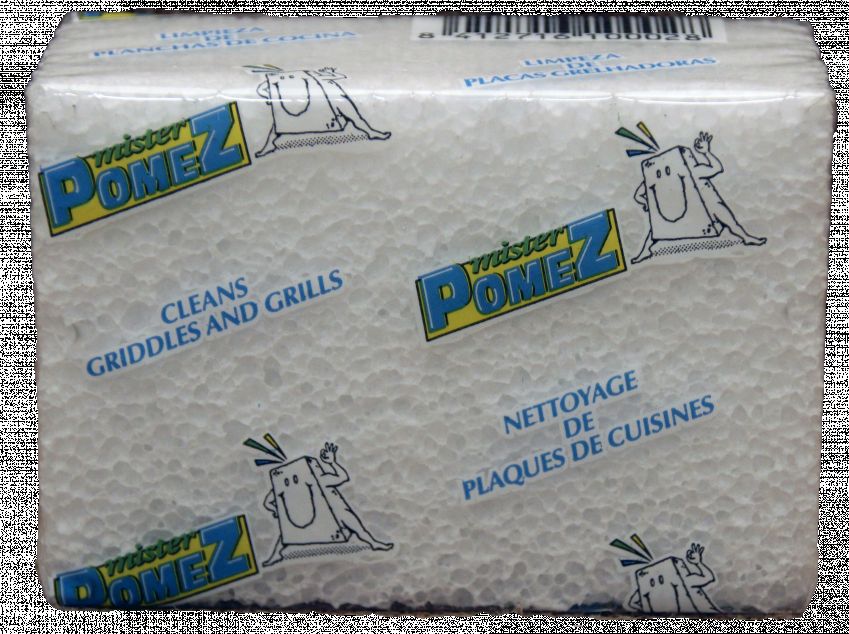 LIMPIEZA
DE
PLANCHAS DE COCINA
LIMPEZA
DE
PLACAS GRELHADORAS
mister
POMEZ
mister
POMEZ
CLEANS
GRIDDLES AND GRILLS
NETTOYAGE
DE
PLAQUES DE CUISINES
mister
POMEZ